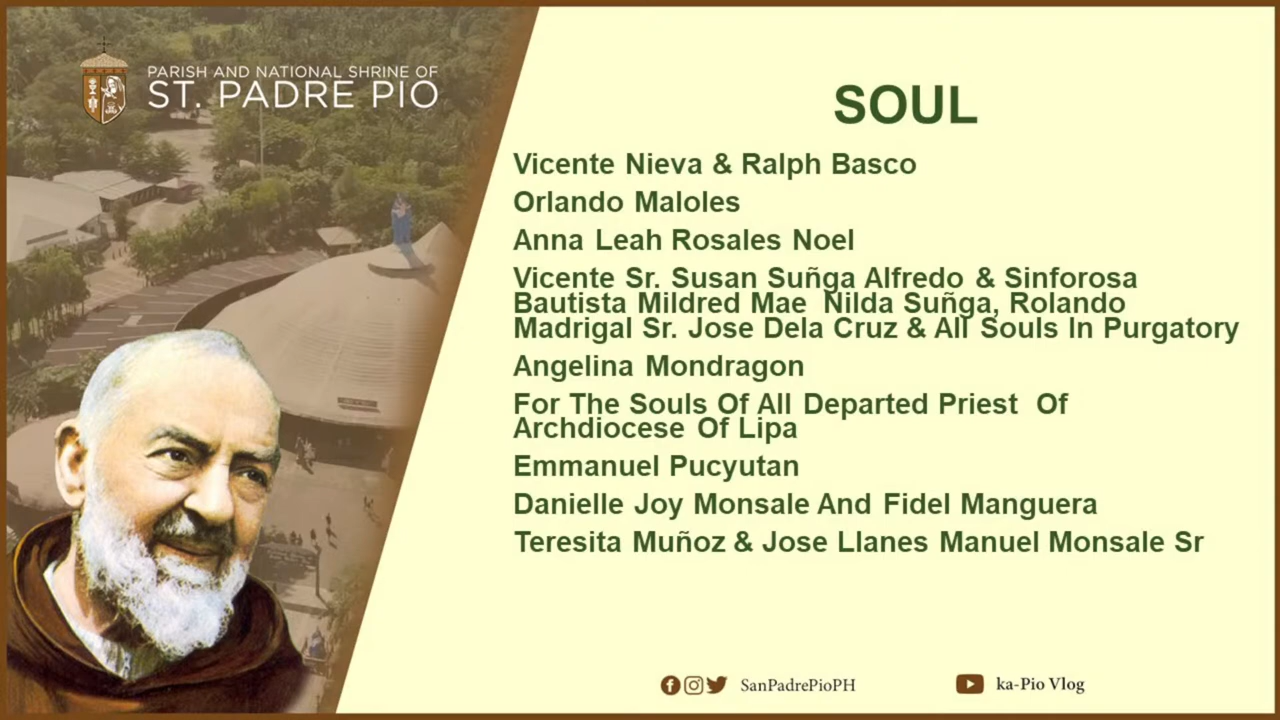 PARISH AND NATIONAL SHRINE OF
ST. PADRE PIO
SOUL
Vicente Nieva & Ralph Basco
Orlando Maloles
Anna Leah Rosales Noel
Vicente Sr. Susan Suñga Alfredo & Sinforosa
Bautista Mildred Mae Nilda Suñga, Rolando
Madrigal Sr. Jose Dela Cruz & All Souls In Purgatory
Angelina Mondragon
For The Souls Of All Departed Priest Of
Archdiocese Of Lipa
Emmanuel Pucyutan
Danielle Joy Monsale And Fidel Manguera
Teresita Muñoz & Jose Llanes Manuel Monsale Sr
SanPadrePioPH
ka-Pio Vlog